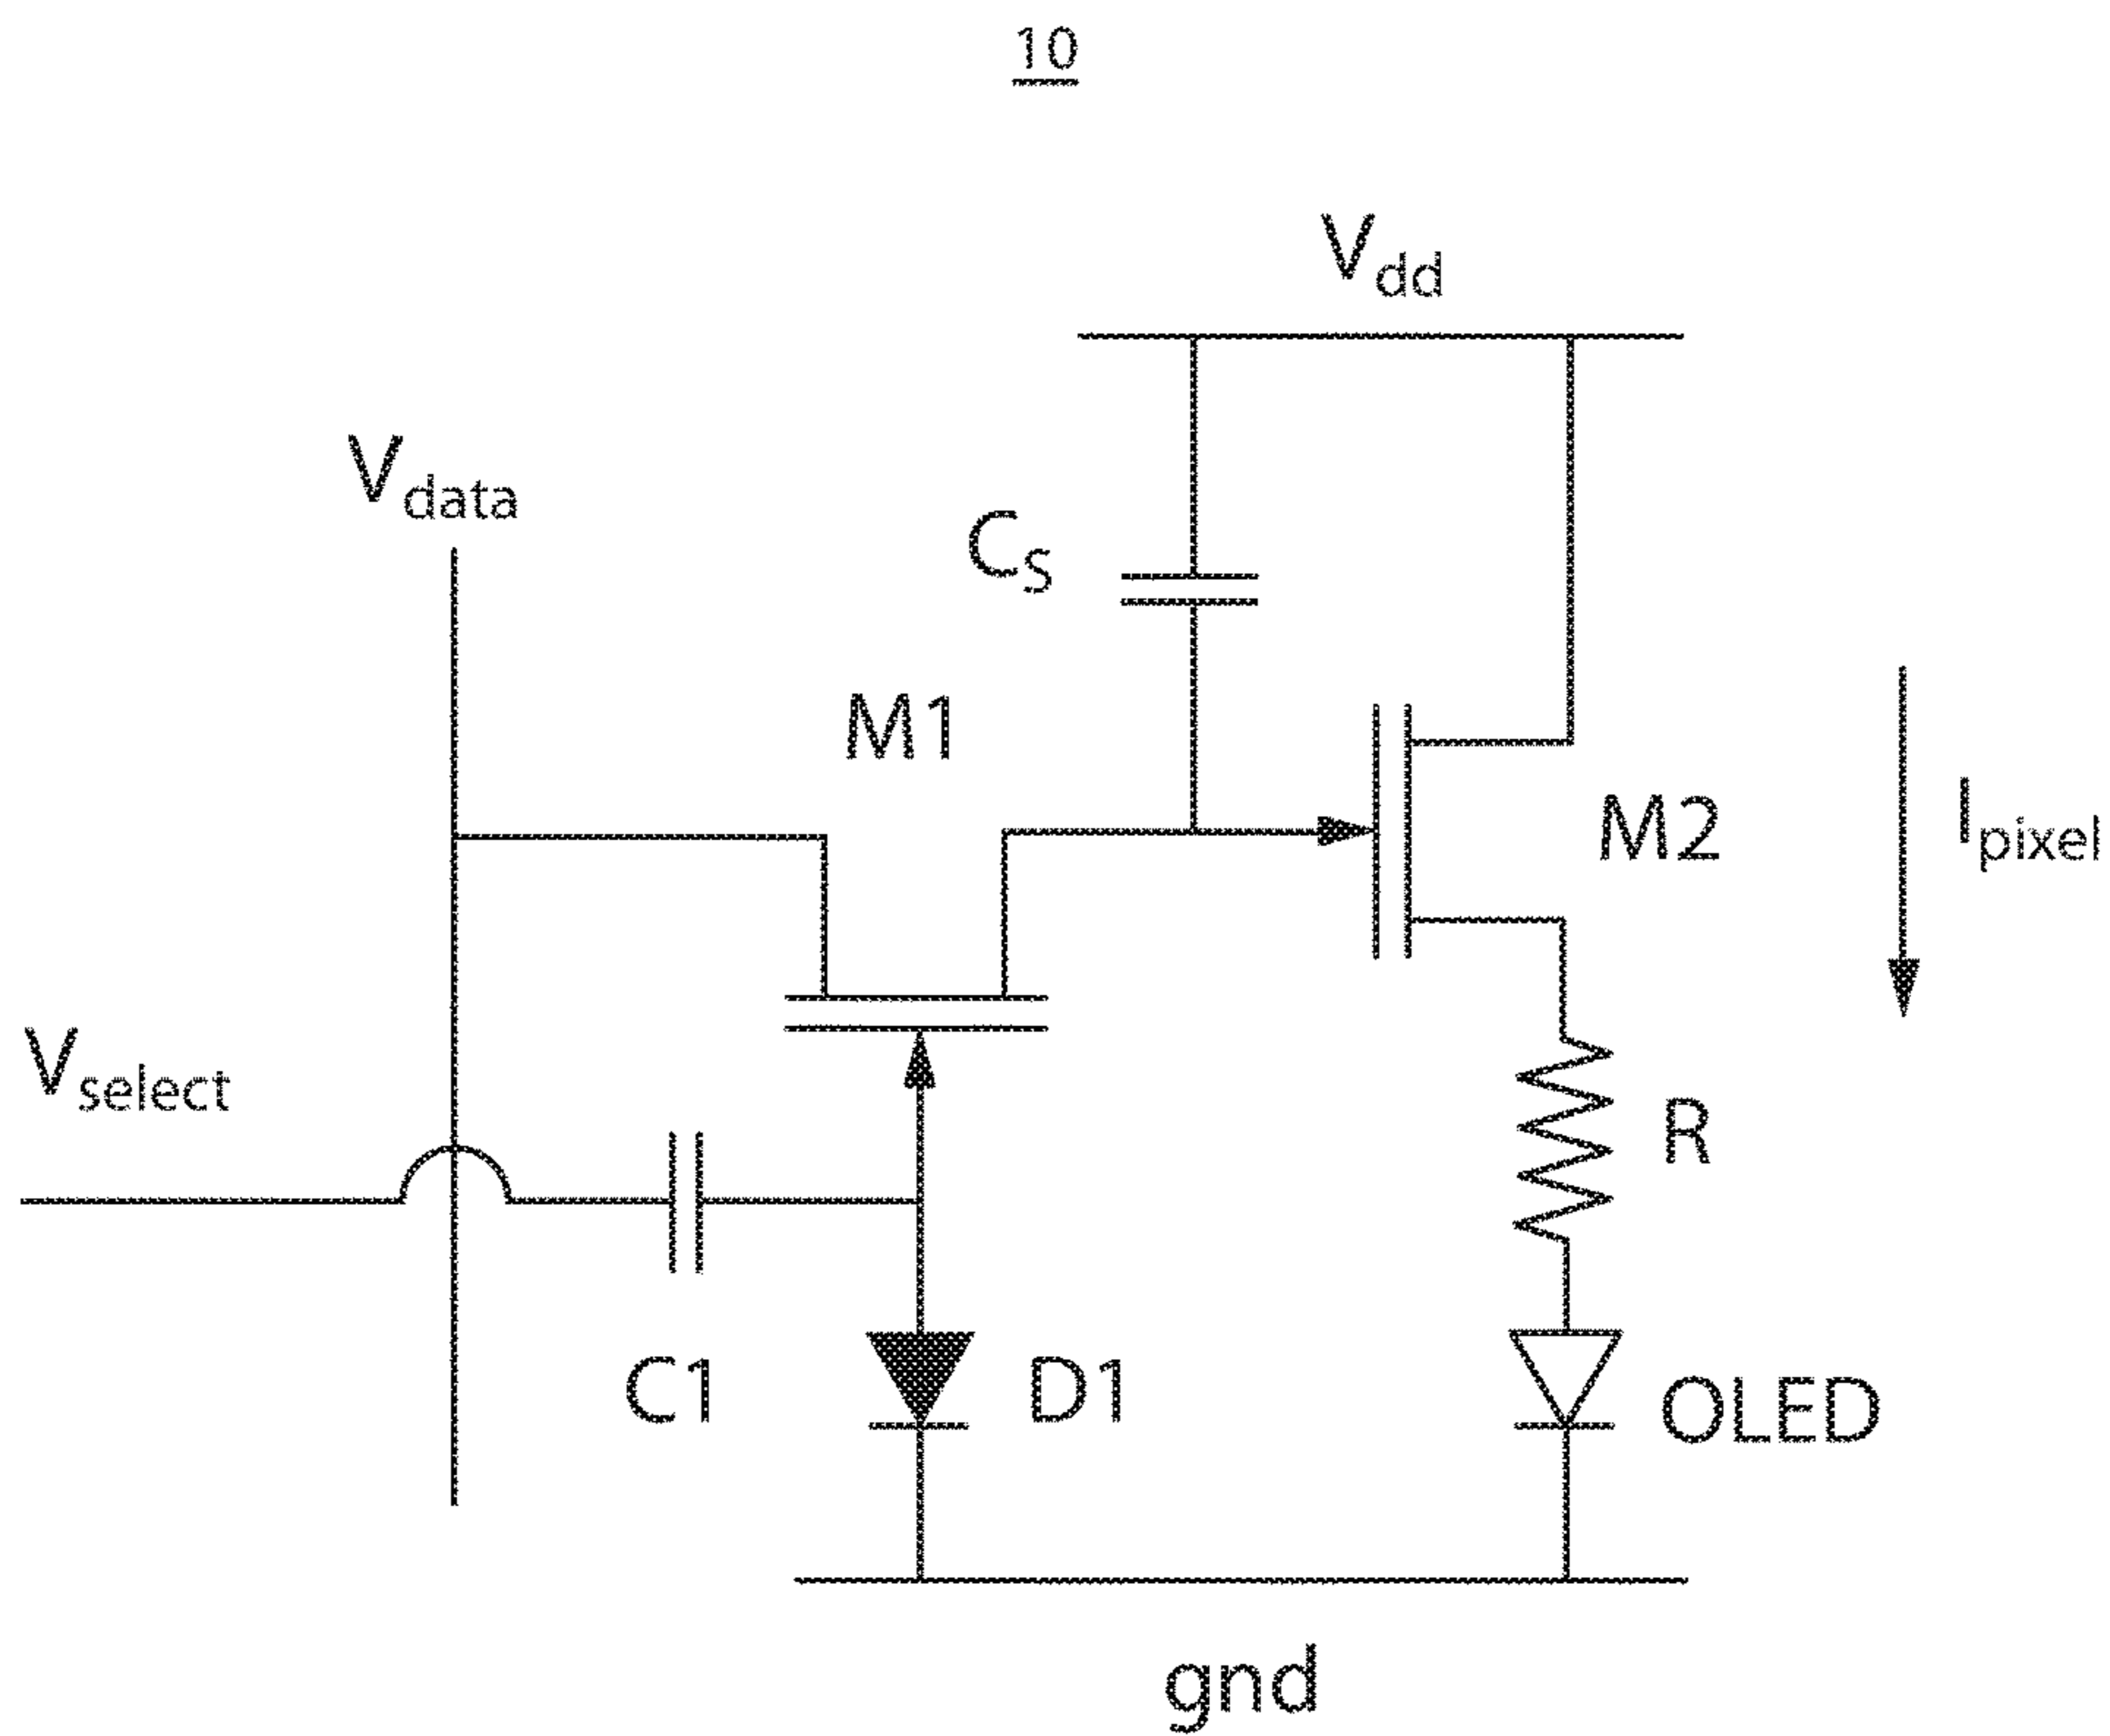 10
Vdd
Vdata
CS
M1
M2
Ipixel
Vselect
R
C1
D1
OLED
gnd